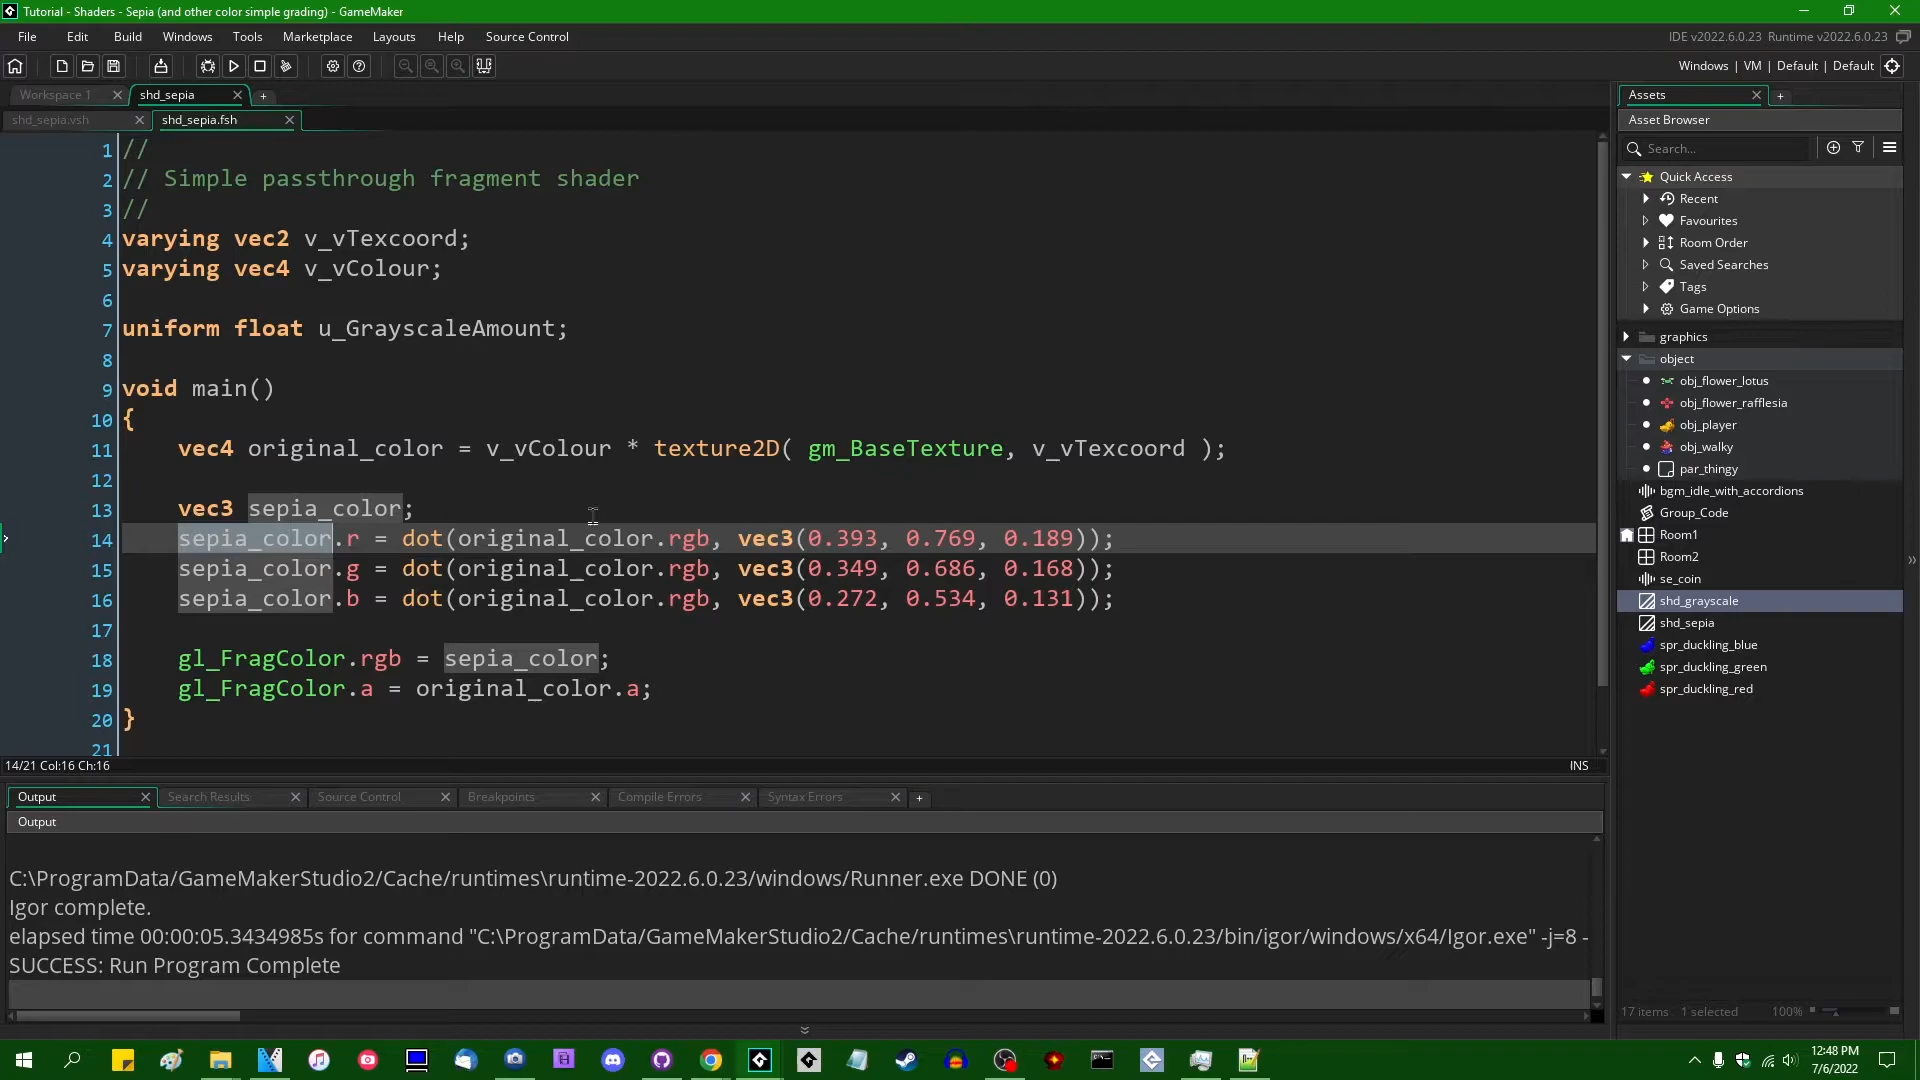 Tutorial - Shaders - Sepia (and other color simple grading) - GameMaker
File Edit Build Windows Tools Marketplace Layouts Help Source Control
IDE v2022.6.0.23 Runtime v2022.6.0.23
Windows | VM | Default | Default
Workspace 1
shd_sepia
shd_sepia.vsh
shd_sepia.fsh
1 //
2 // Simple passthrough fragment shader
3 //
4 varying vec2 v_vTexcoord;
5 varying vec4 v_vColour;
6
7 uniform float u_GrayscaleAmount;
8
9 void main()
10 {
11 vec4 original_color = v_vColour * texture2D( gm_BaseTexture, v_vTexcoord );
12
13 vec3 sepia_color;
14 sepia_color.r = dot(original_color.rgb, vec3(0.393, 0.769, 0.189));
15 sepia_color.g = dot(original_color.rgb, vec3(0.349, 0.686, 0.168));
16 sepia_color.b = dot(original_color.rgb, vec3(0.272, 0.534, 0.131));
17
18 gl_FragColor.rgb = sepia_color;
19 gl_FragColor.a = original_color.a;
20 }
21
14/21 Col:16 Ch:16
INS
Output Search Results Source Control Breakpoints Compile Errors Syntax Errors
Output
C:\ProgramData/GameMakerStudio2/Cache/runtimes\runtime-2022.6.0.23/windows/Runner.exe DONE (0)
Igor complete.
elapsed time 00:00:05.3434985s for command "C:\ProgramData/GameMakerStudio2/Cache/runtimes\runtime-2022.6.0.23/bin/igor/windows/x64/Igor.exe" -j=8 -
SUCCESS: Run Program Complete
Assets
Asset Browser
Search...
Quick Access
Recent
Favourites
Room Order
Saved Searches
Tags
Game Options
graphics
object
obj_flower_lotus
obj_flower_rafflesia
obj_player
obj_walky
par_thingy
bgm_idle_with_accordions
Group_Code
Room1
Room2
se_coin
shd_grayscale
shd_sepia
spr_duckling_blue
spr_duckling_green
spr_duckling_red
17 items 1 selected 100%
12:48 PM
7/6/2022